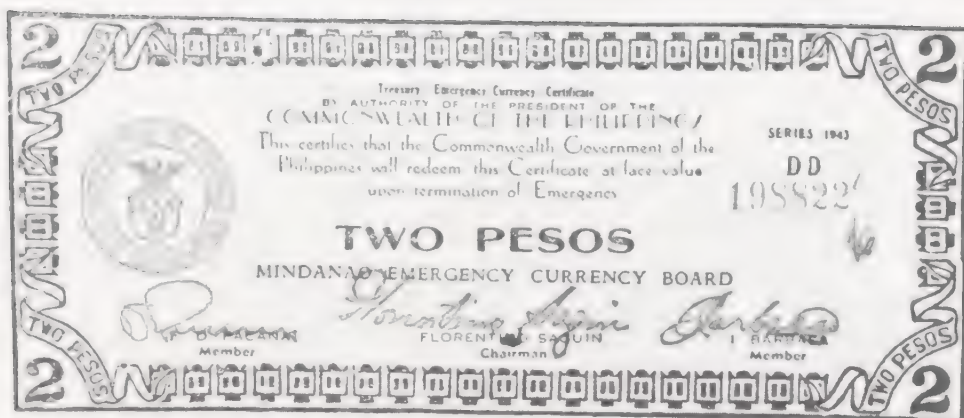 2 2
TWO PESOS TWO PESOS
Treasury Emergency Currency Certificate
BY AUTHORITY OF THE PRESIDENT OF THE
COMMONWEALTH OF THE PHILIPPINES
This certifies that the Commonwealth Government of the
Philippines will redeem this Certificate at face value
upon termination of Emergency
SERIES 1943
DD
198822
TWO PESOS
MINDANAO EMERGENCY CURRENCY BOARD
Florentino Saguin
FLORENTINO SAGUIN
Member Chairman Member
TWO PESOS TWO PESOS
2 2